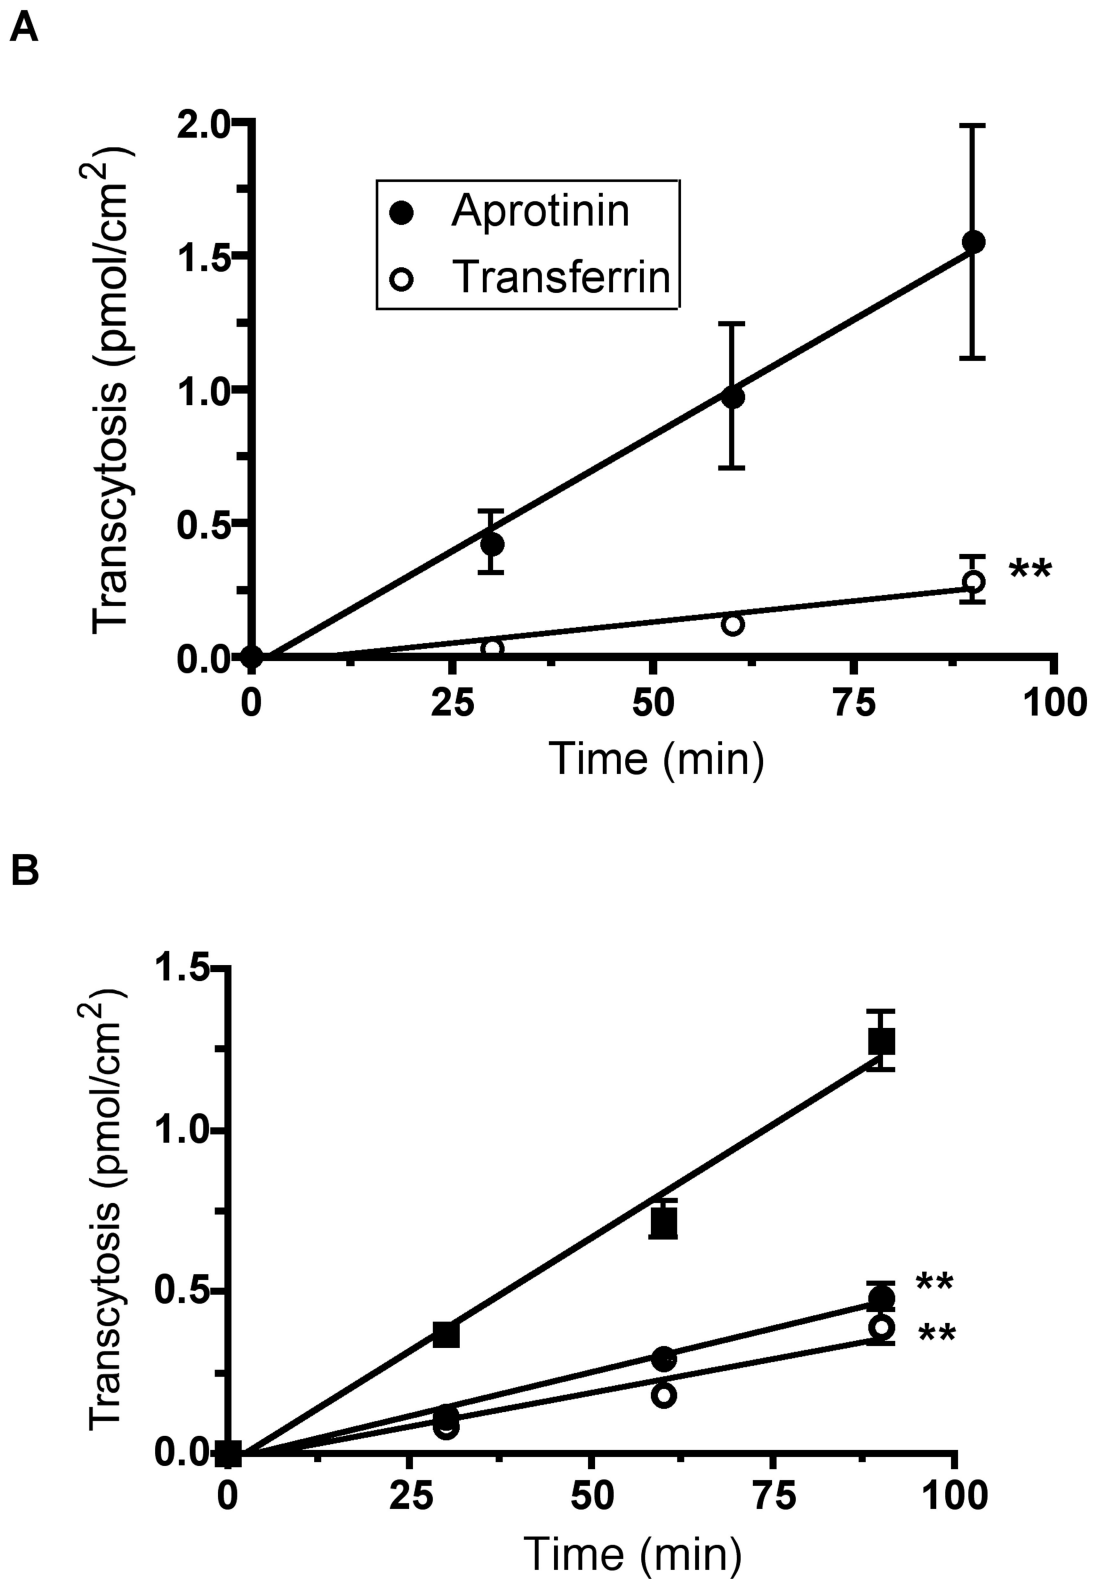 A
2.0
1.5
1.0
0.5
0.0
Transcytosis (pmol/cm²)
Aprotinin
Transferrin
**
0 25 50 75 100
Time (min)
B
1.5
1.0
0.5
0.0
Transcytosis (pmol/cm²)
**
**
0 25 50 75 100
Time (min)